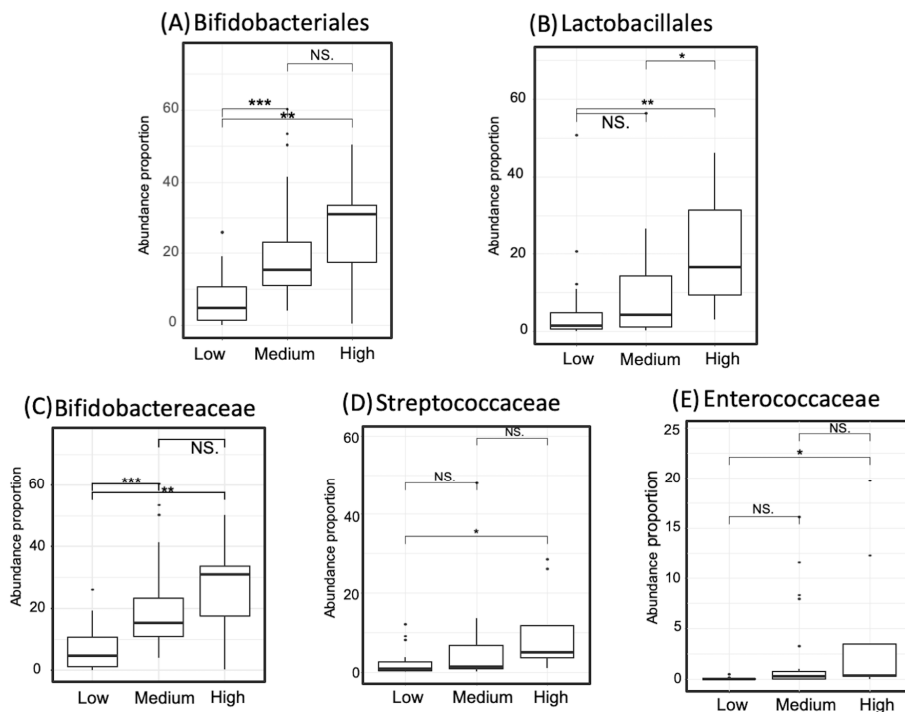 (A) Bifidobacteriales
(B) Lactobacillales
Abundance proportion
60
40
20
0
NS.
***
**
Low Medium High
Abundance proportion
60
40
20
0
*
**
NS.
Low Medium High
(C) Bifidobactereaceae
(D) Streptococcaceae
(E) Enterococcaceae
Abundance proportion
60
40
20
0
NS.
***
**
Low Medium High
Abundance proportion
60
40
20
0
NS.
NS.
*
Low Medium High
Abundance proportion
25
20
15
10
5
0
NS.
*
NS.
Low Medium High